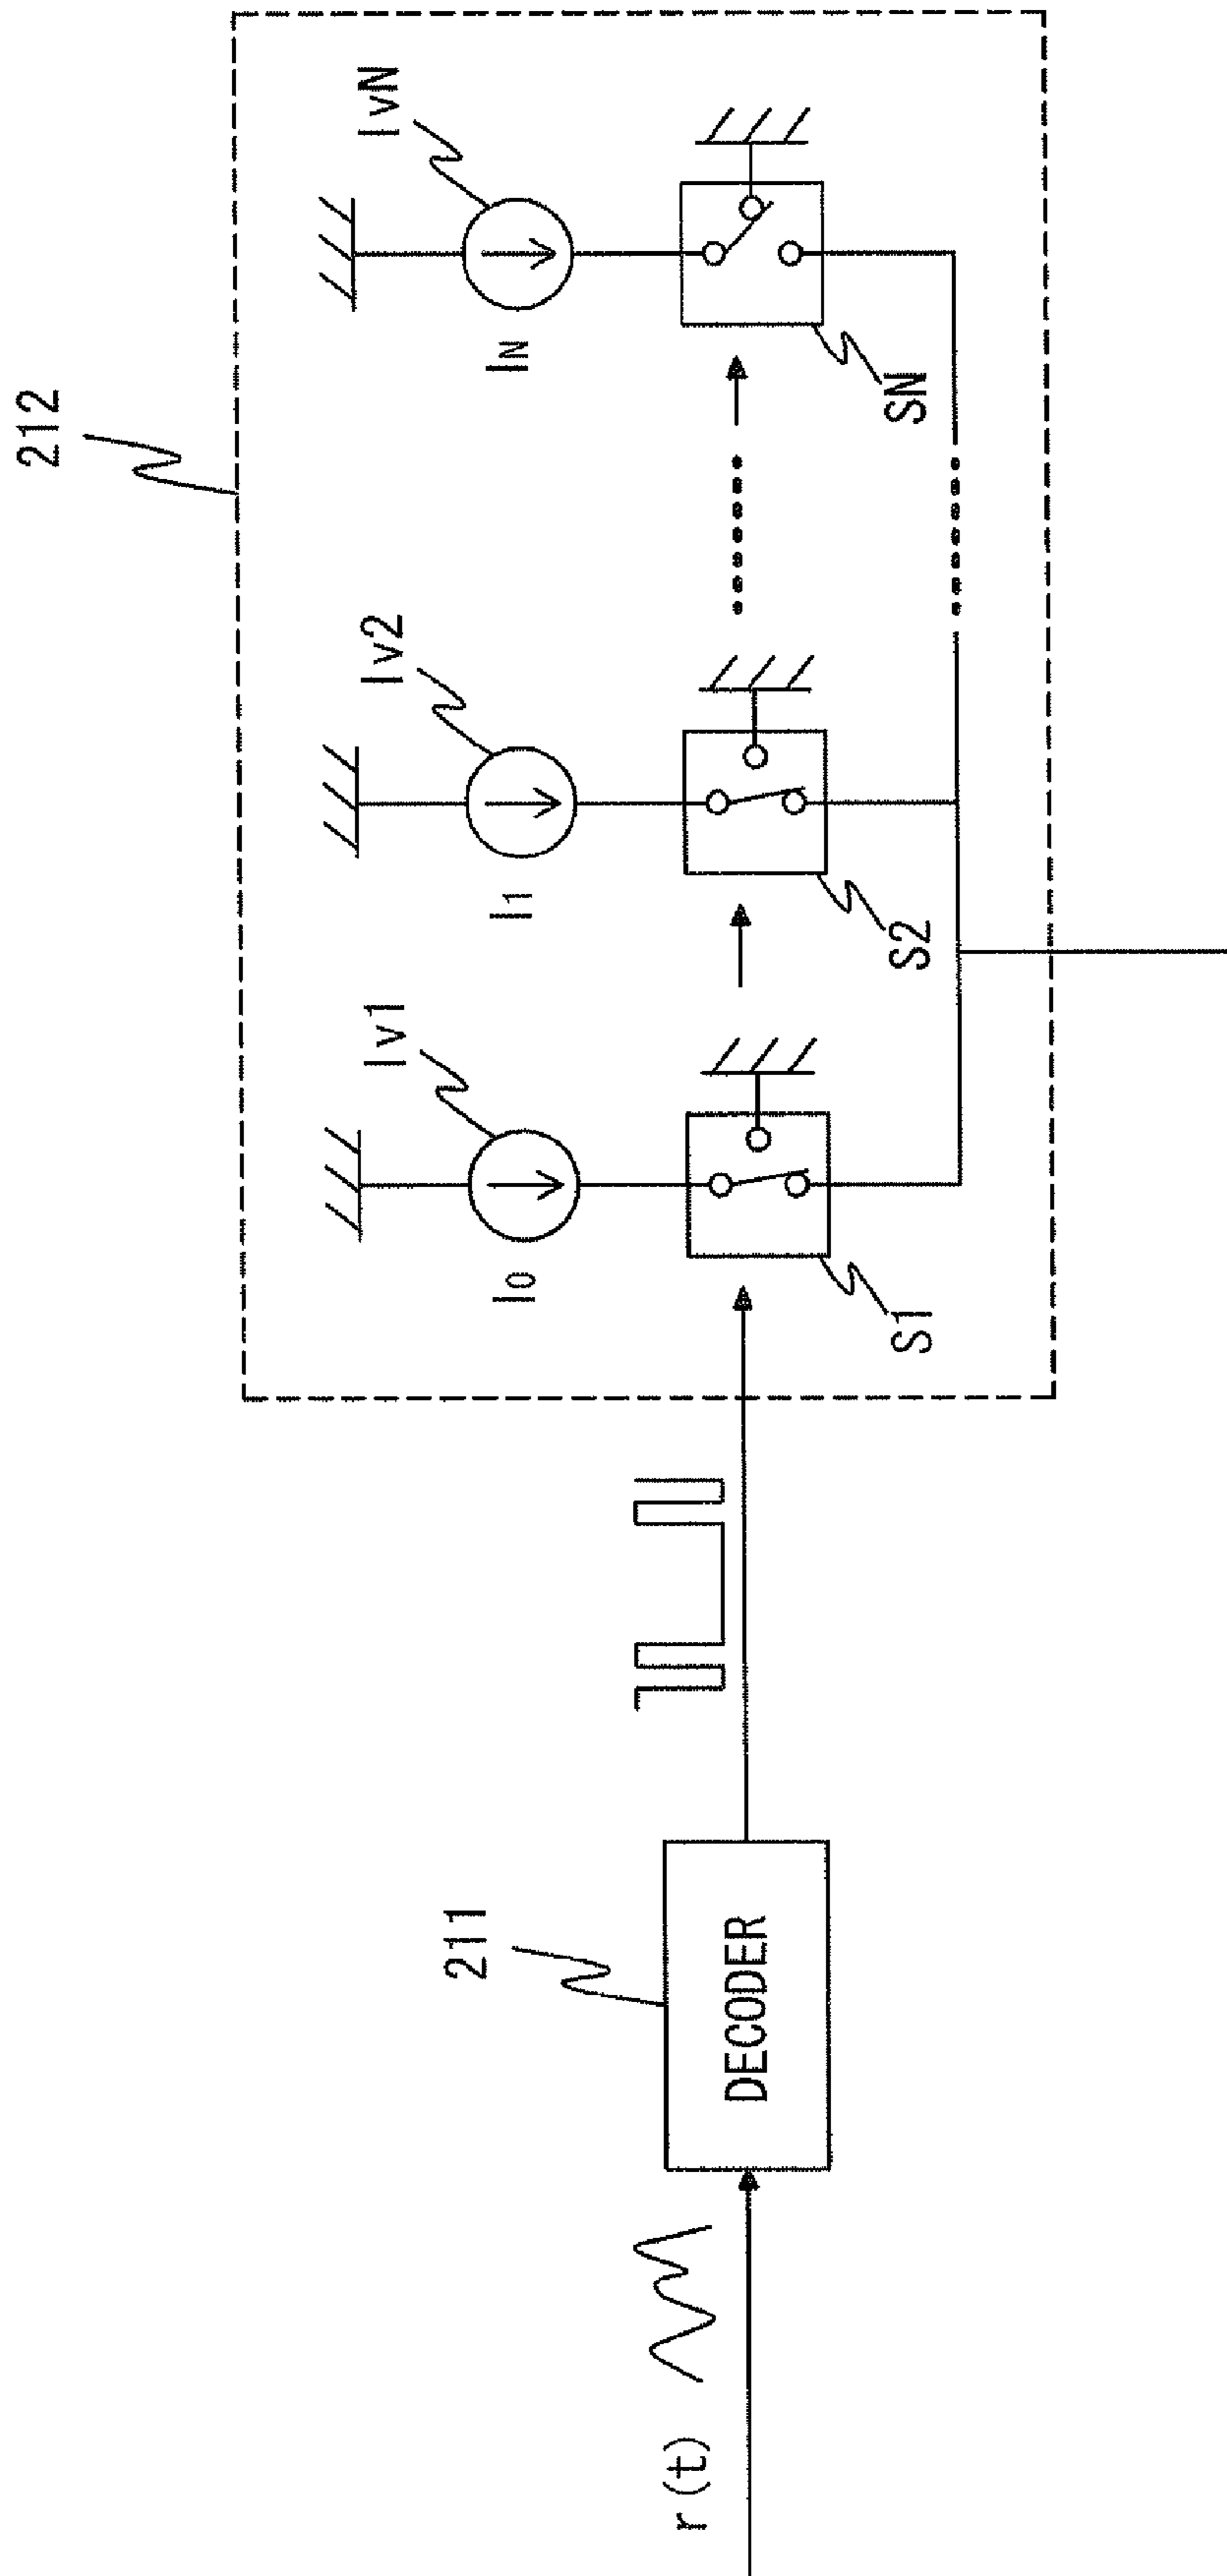 212
Iv1
Iv2
IvN
I0
I1
IN
S1
S2
SN
211
DECODER
r(t)